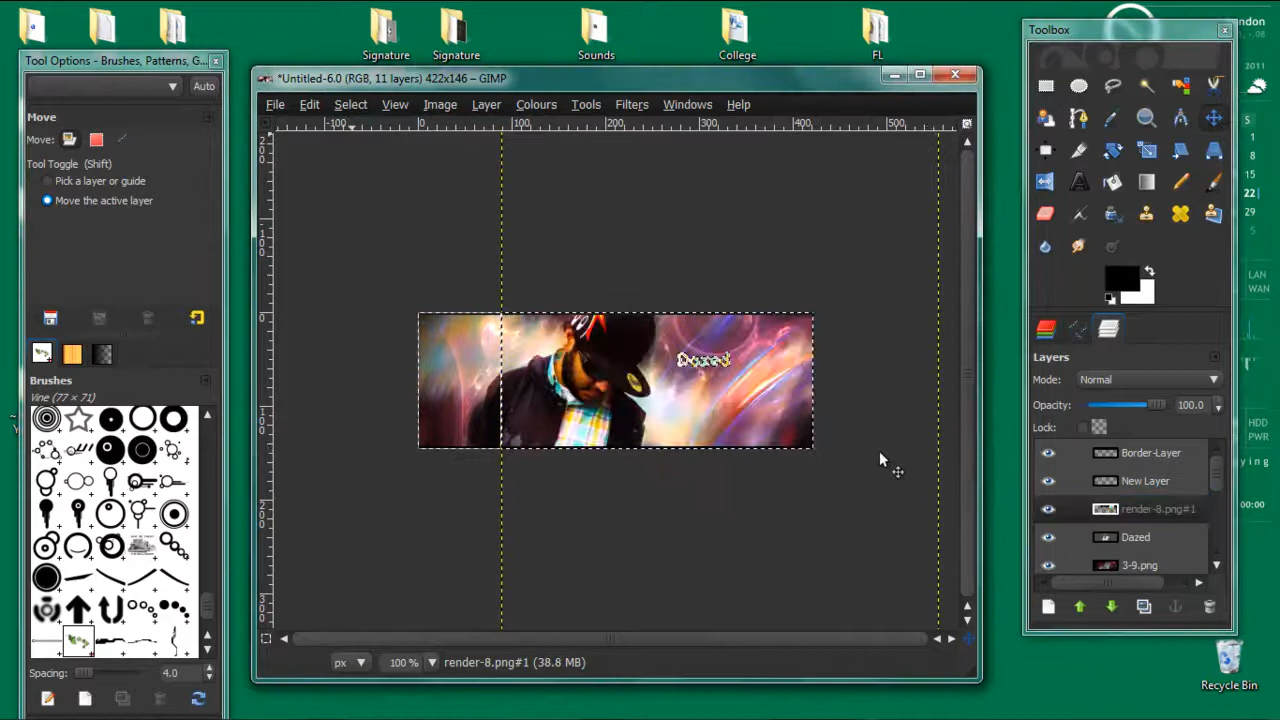 Signature
Signature
Sounds
College
FL
Tool Options - Brushes, Patterns, G...
Auto
Move
Move:
Tool Toggle (Shift)
Pick a layer or guide
Move the active layer
Brushes
Vine (77 × 71)
Spacing:
4.0
*Untitled-6.0 (RGB, 11 layers) 422x146 – GIMP
File
Edit
Select
View
Image
Layer
Colours
Tools
Filters
Windows
Help
-100
0
100
200
300
400
500
Dazed
px
100 %
render-8.png#1 (38.8 MB)
Toolbox
Layers
Mode:
Normal
Opacity:
100.0
Lock:
Border-Layer
New Layer
render-8.png#1
Dazed
3-9.png
ndon
-.08
2011
S
1
8
15
22
29
5
LAN
WAN
HDD
PWR
ying
00:00
Recycle Bin